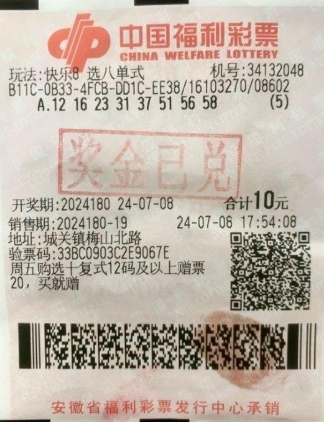 中国福利彩票
CHINA WELFARE LOTTERY
玩法:快乐8 选八单式 机号:34132048
B11C-0B33-4FCB-DD1C-EE38/16103270/08602
A.12 16 23 31 37 51 56 58 (5)
奖金已兑
开奖期:2024180 24-07-08 合计10元
销售期:2024180-19 24-07-08 17:54:08
地址:城关镇梅山北路
验票码:33BC0903C2E9067E
周五购选十复式12码及以上赠票
20，买就赠
安徽省福利彩票发行中心承销